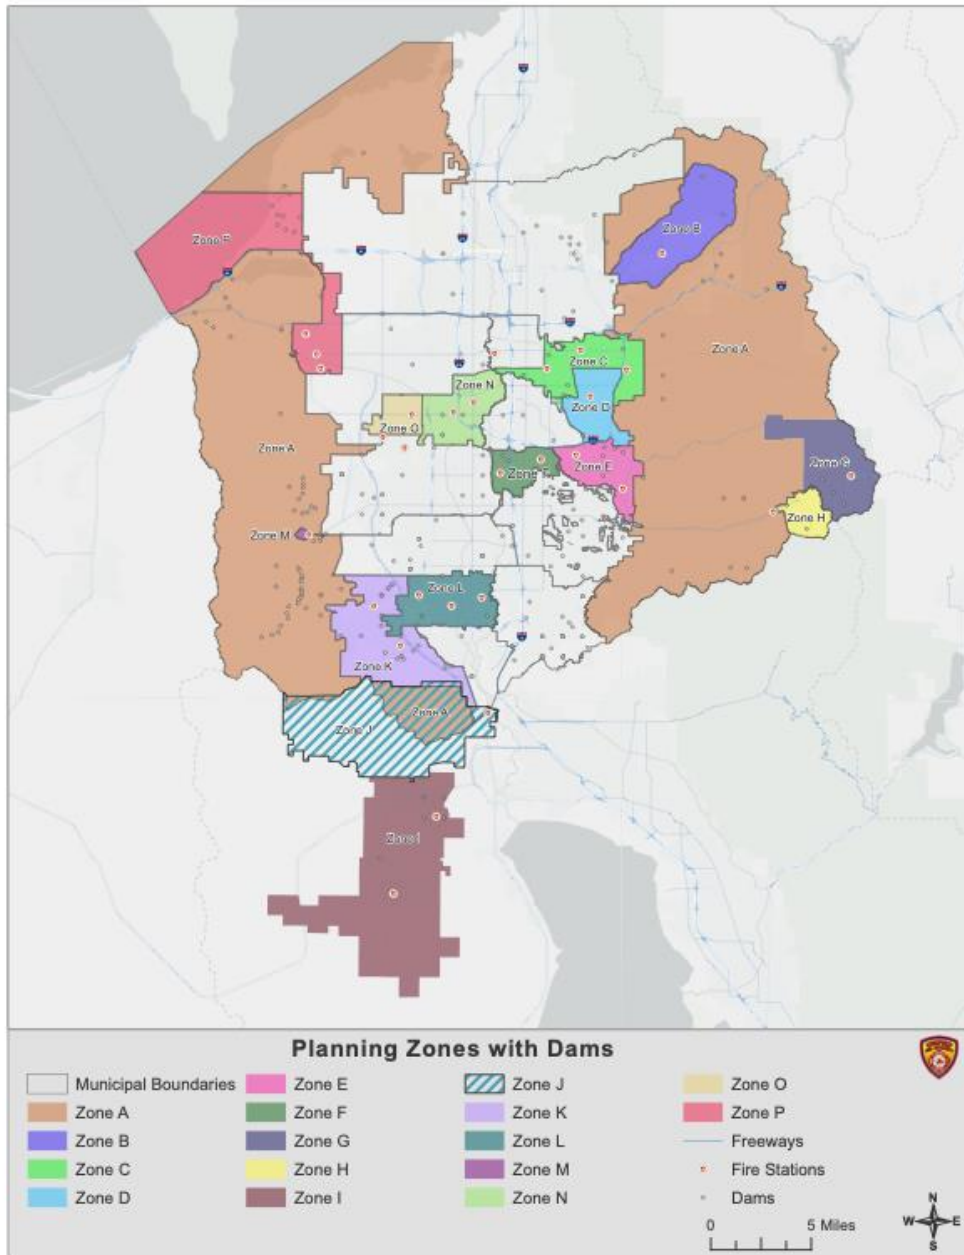 Zone P
Zone B
Zone A
Zone C
Zone N
Zone D
Zone O
Zone A
Zone E
Zone G
Zone
Zone H
Zone M
Zone L
Zone K
Zone A
Zone J
Zone I
Planning Zones with Dams
Municipal Boundaries
Zone A
Zone B
Zone C
Zone D
Zone E
Zone F
Zone G
Zone H
Zone I
Zone J
Zone K
Zone L
Zone M
Zone N
Zone O
Zone P
Freeways
Fire Stations
Dams
0 5 Miles
N
W E
S